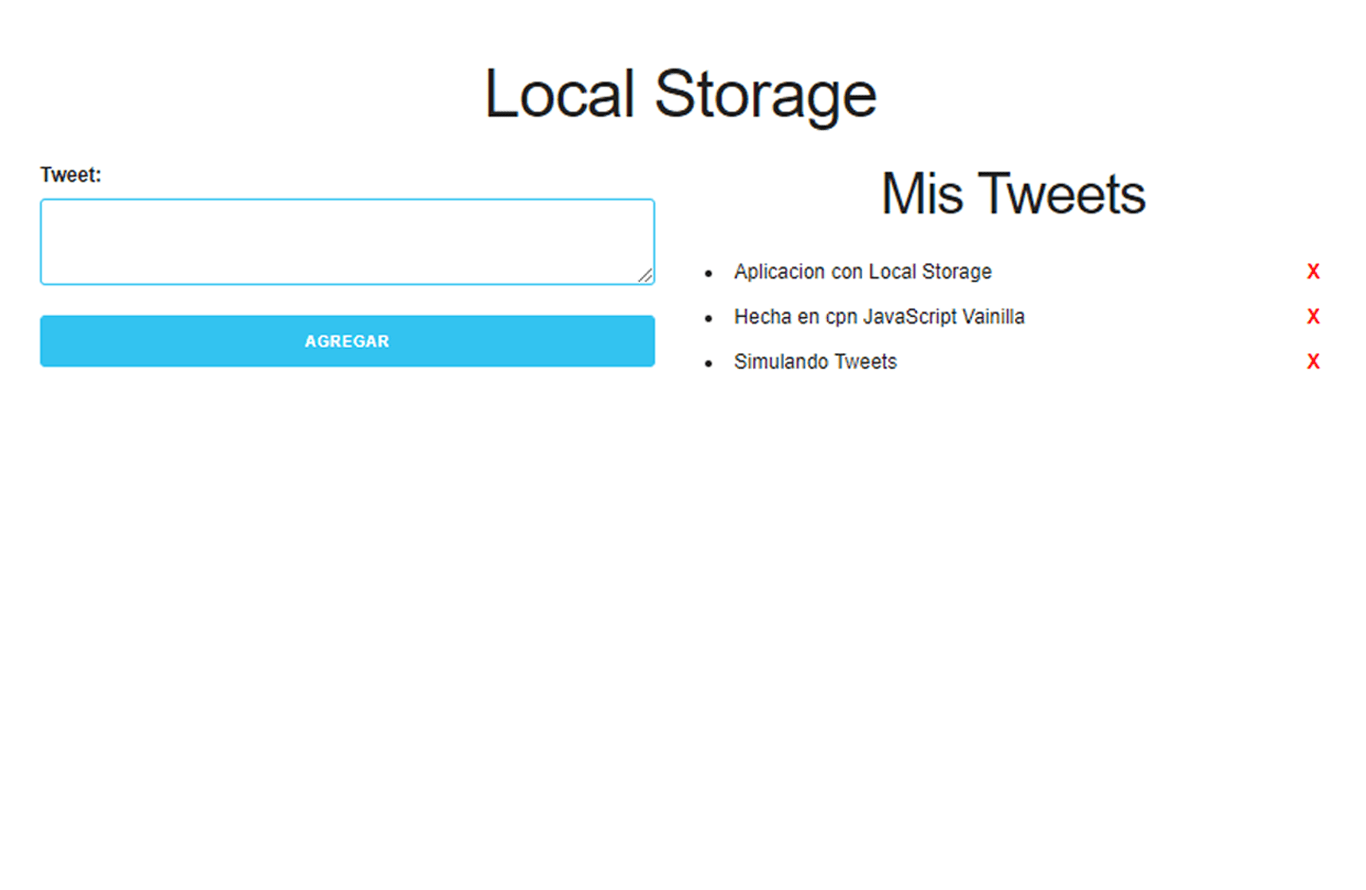 Local Storage
Tweet:
AGREGAR
Mis Tweets
Aplicacion con Local Storage X
Hecha en cpn JavaScript Vainilla X
Simulando Tweets X